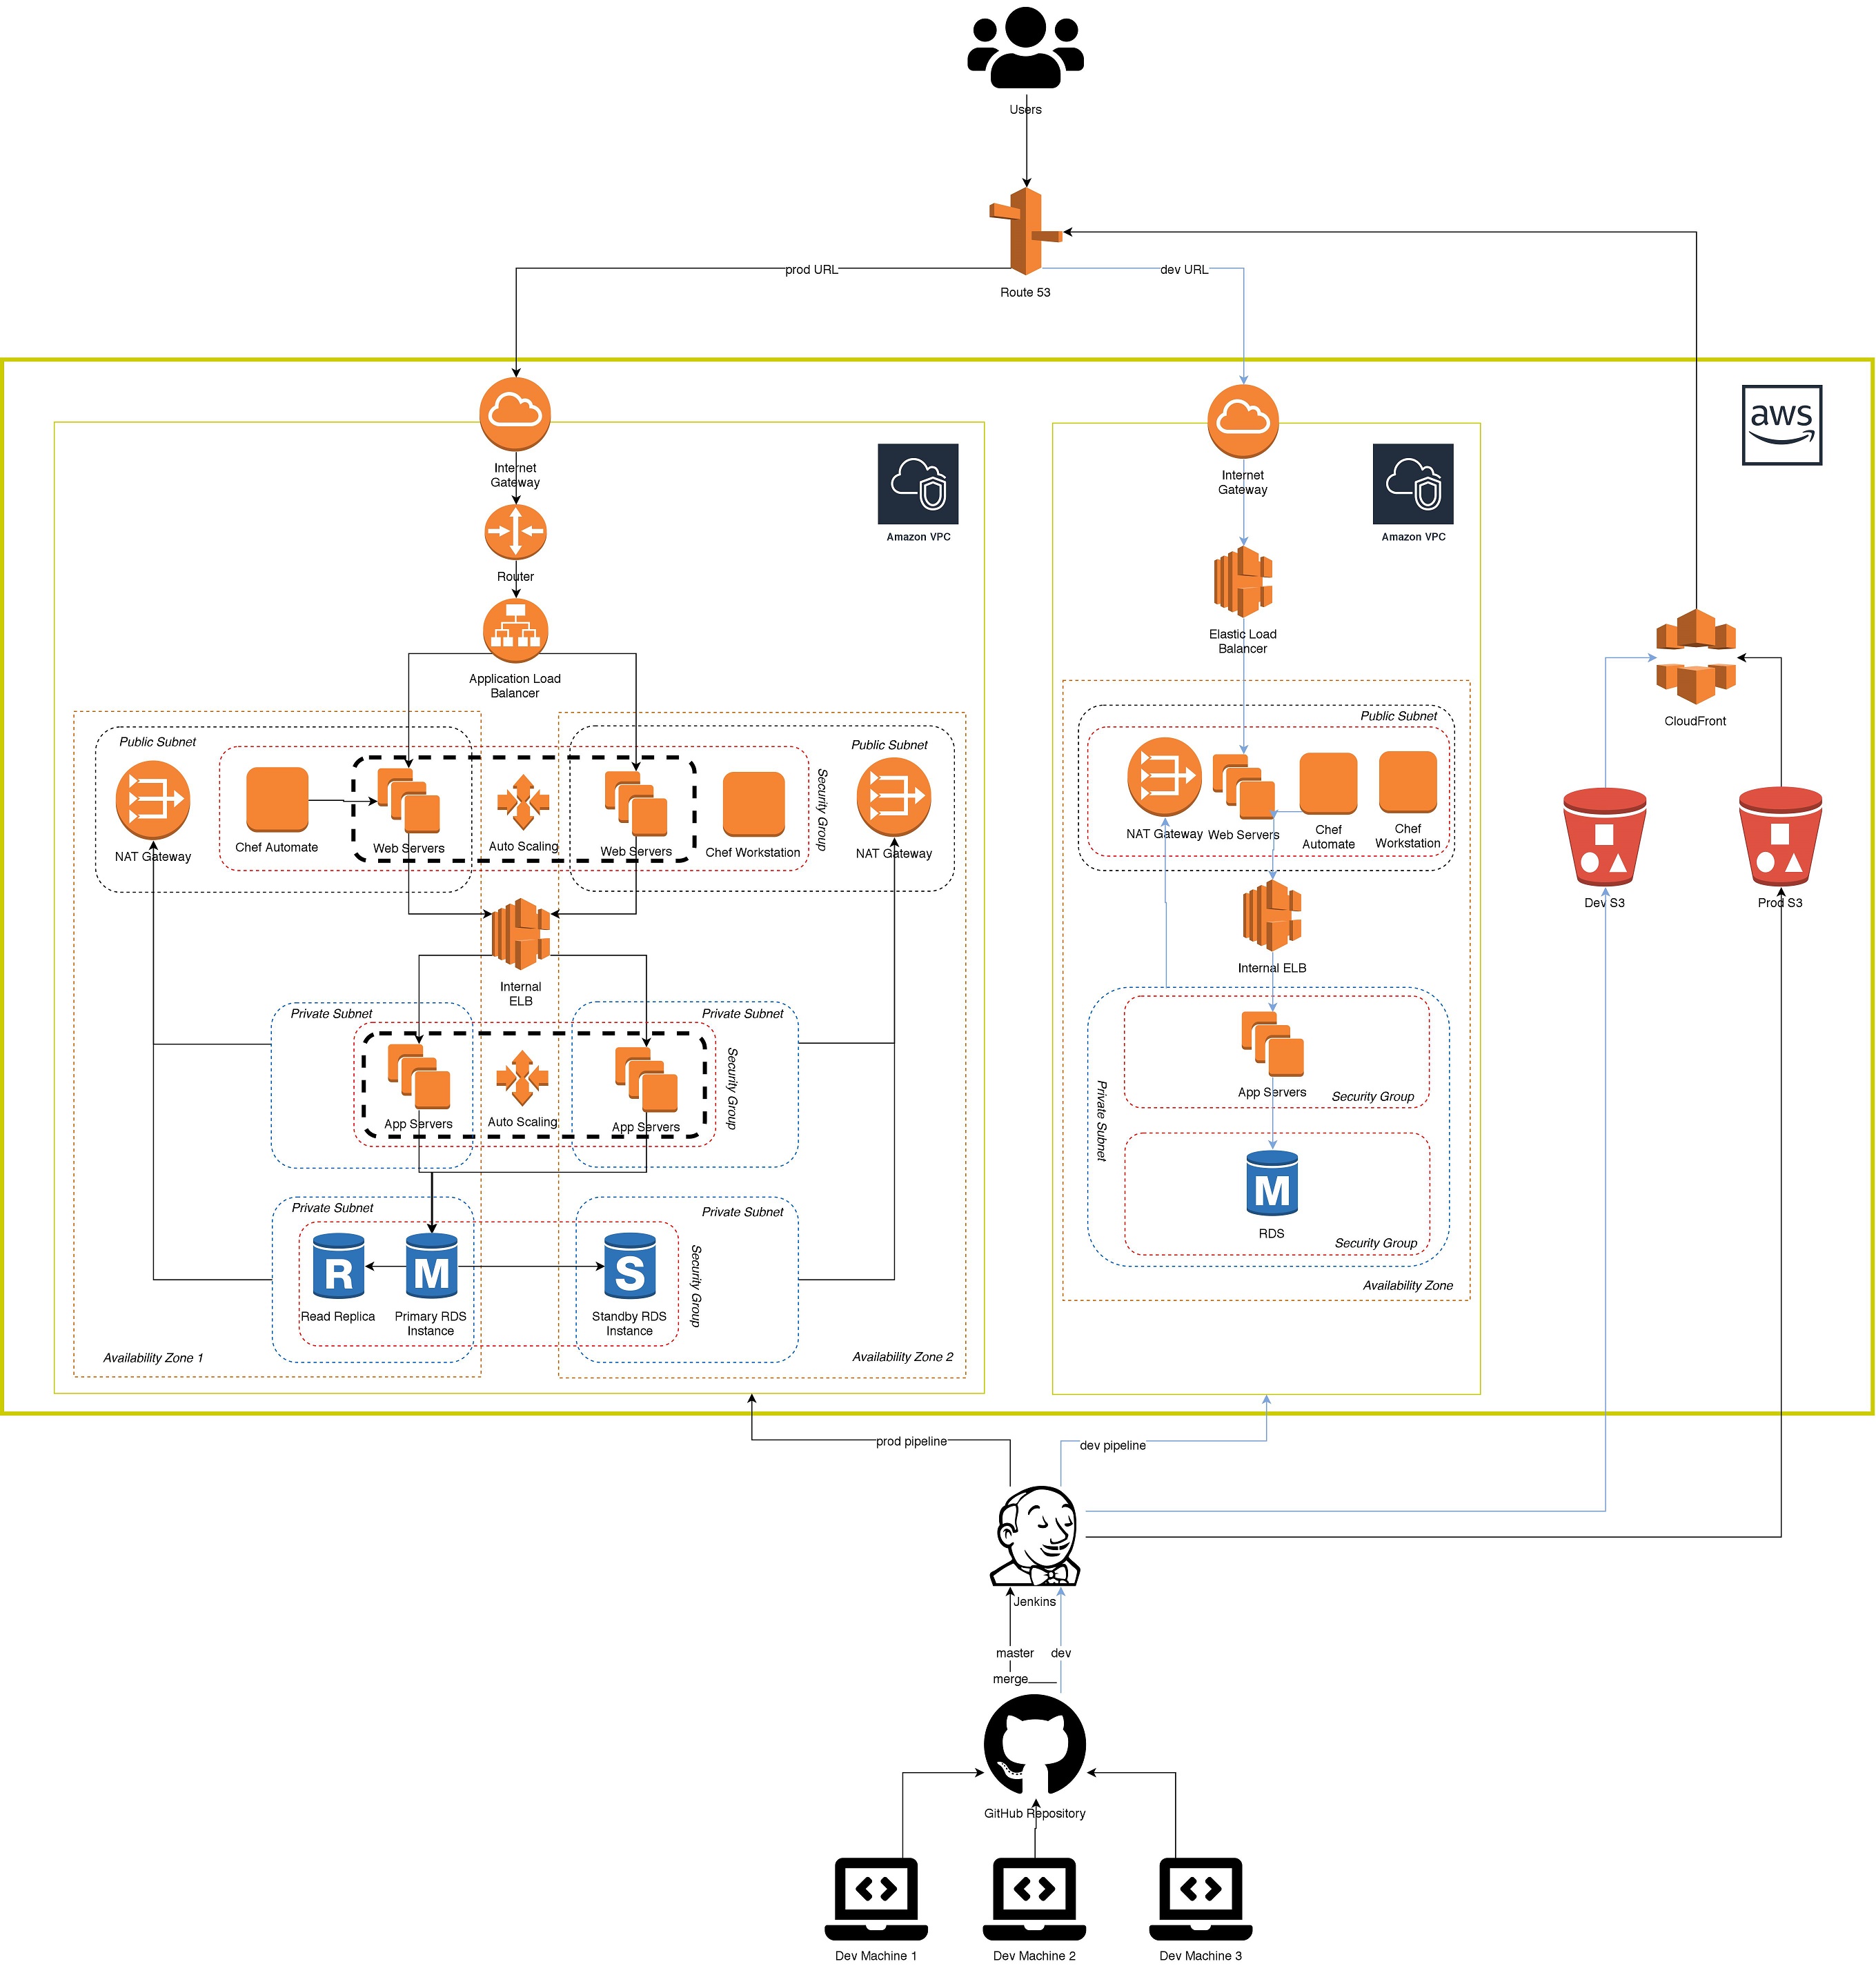 Users
Route 53
prod URL
dev URL
aws
Internet
Gateway
Router
Application Load
Balancer
Amazon VPC
Public Subnet
Public Subnet
NAT Gateway
Chef Automate
Web Servers
Auto Scaling
Web Servers
Chef Workstation
Security Group
NAT Gateway
Internal
ELB
Private Subnet
Private Subnet
App Servers
Auto Scaling
App Servers
Security Group
Private Subnet
Private Subnet
R
M
S
Read Replica
Primary RDS
Instance
Standby RDS
Instance
Security Group
Availability Zone 1
Availability Zone 2
Internet
Gateway
Amazon VPC
Elastic Load
Balancer
Public Subnet
NAT Gateway
Web Servers
Chef
Automate
Chef
Workstation
Internal ELB
Private Subnet
App Servers
Security Group
M
RDS
Security Group
Availability Zone
CloudFront
Dev S3
Prod S3
prod pipeline
dev pipeline
Jenkins
master
dev
merge
GitHub Repository
Dev Machine 1
Dev Machine 2
Dev Machine 3